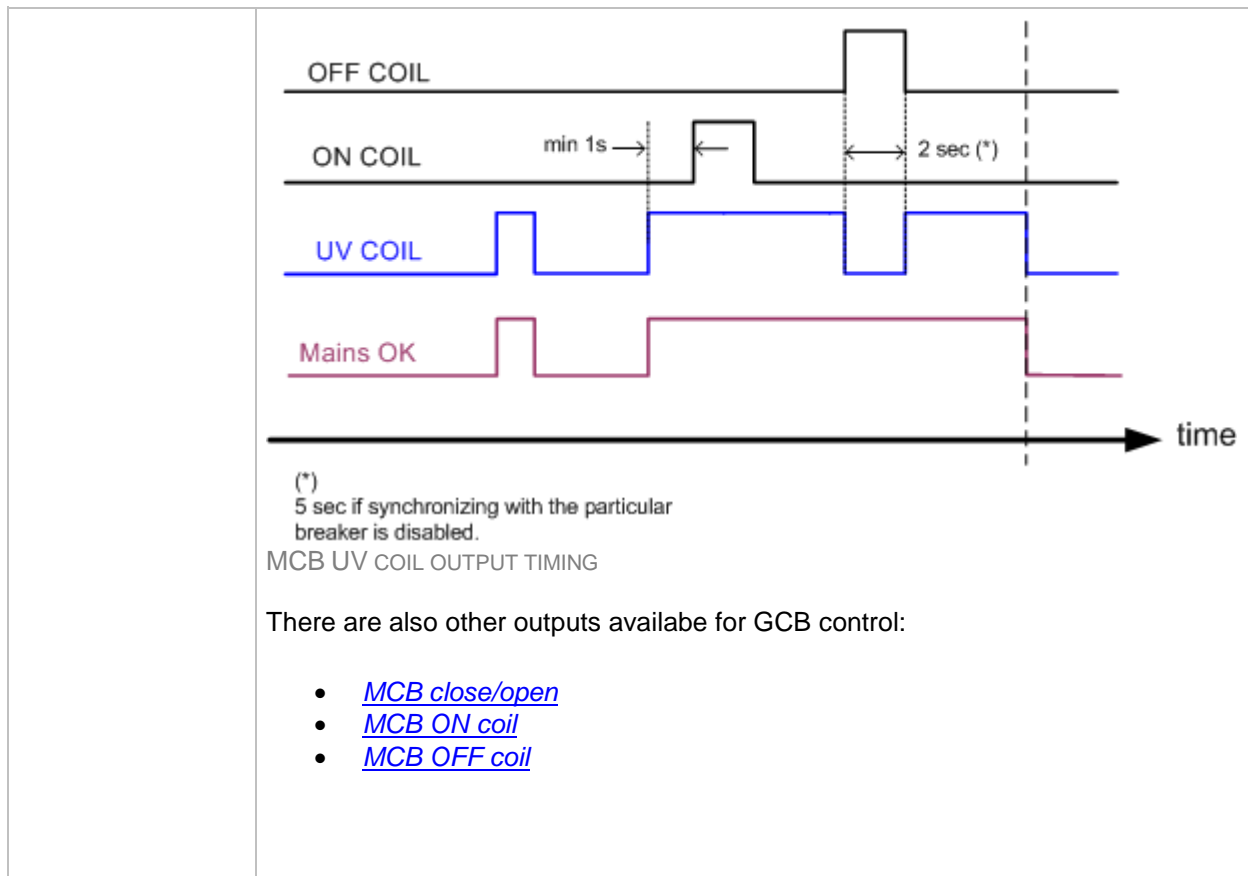 OFF COIL
ON COIL
min 1s
2 sec (*)
UV COIL
Mains OK
time
(*)
5 sec if synchronizing with the particular
breaker is disabled.
MCB UV COIL OUTPUT TIMING
There are also other outputs availabe for GCB control:
• MCB close/open
• MCB ON coil
• MCB OFF coil